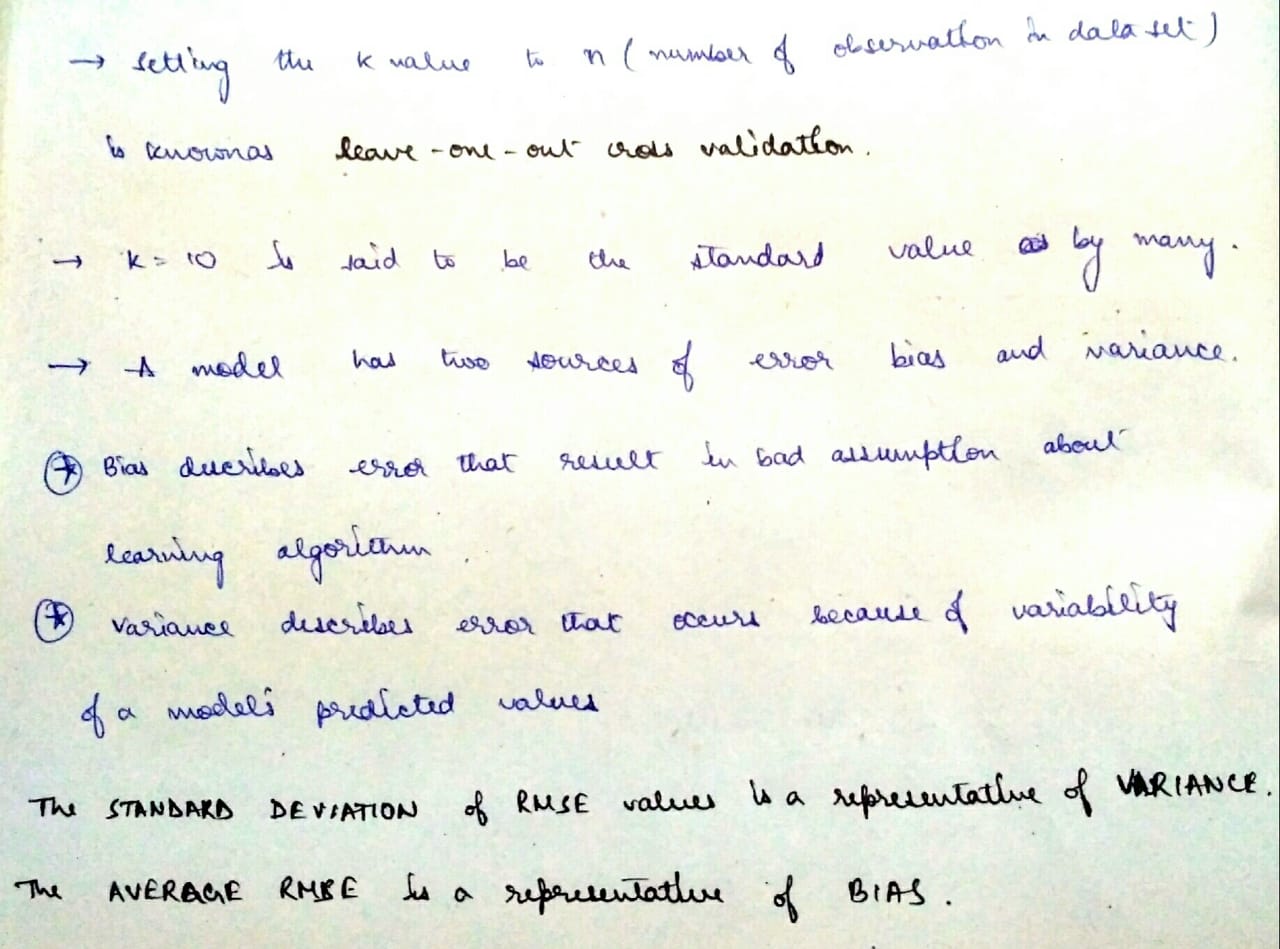 → setting the k value to n ( number of observation in data set )
is known as leave-one-out cross validation.
→ k = 10 is said to be the standard value by many.
→ A model has two sources of error bias and variance.
⊛ Bias describes error that result in bad assumption about
learning algorithm.
⊛ variance describes error that occurs because of variability
of a model's predicted values
The STANDARD DEVIATION of RMSE values is a representative of VARIANCE.
The AVERAGE RMSE is a representative of BIAS.